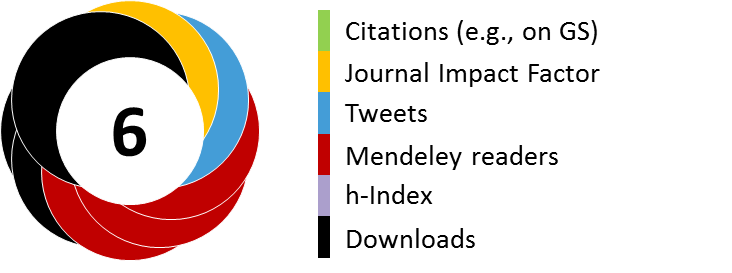 6
Citations (e.g., on GS)
Journal Impact Factor
Tweets
Mendeley readers
h-Index
Downloads